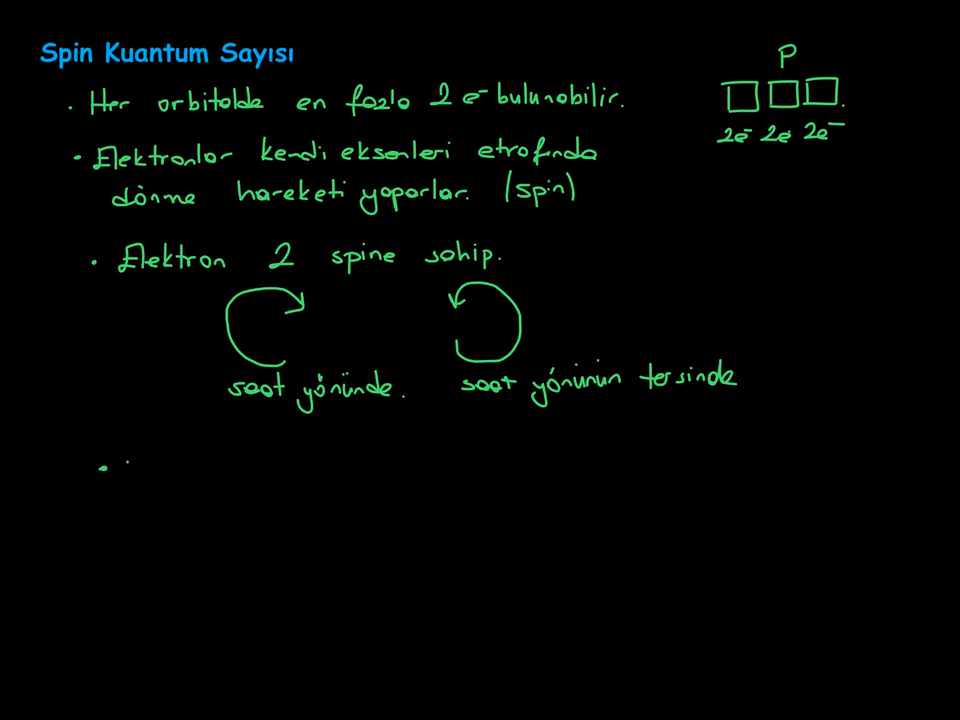 Spin Kuantum Sayısı
P
• Her orbitalde en fazla 2 e⁻ bulunabilir.
2e⁻ 2e 2e⁻
• Elektronlar kendi eksenleri etrafında
dönme hareketi yaparlar. (spin)
• Elektron 2 spine sahip.
saat yönünde. saat yönünün tersinde